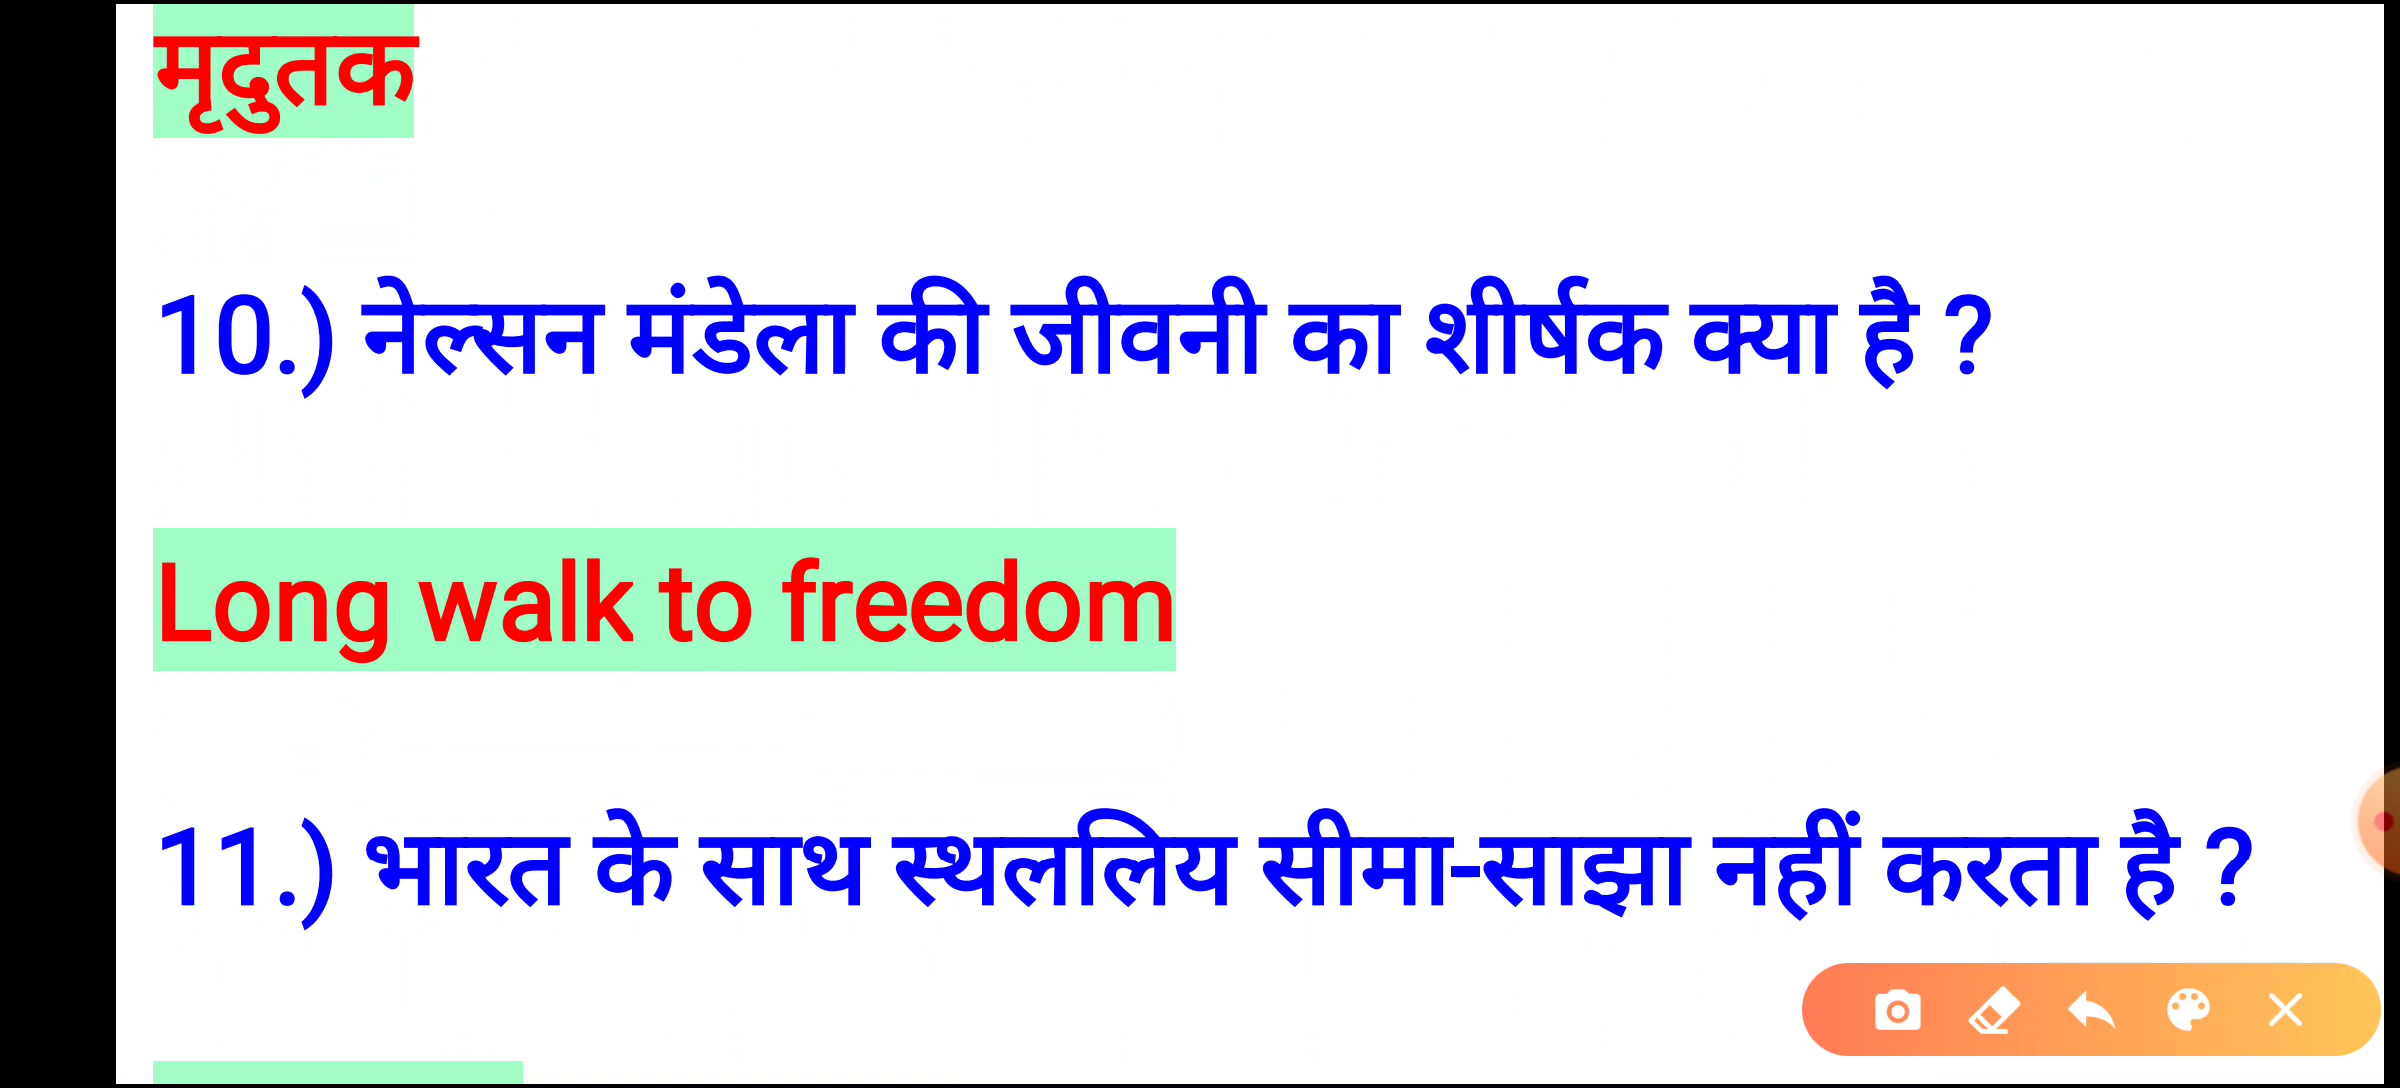 मृदुतक
10.) नेल्सन मंडेला की जीवनी का शीर्षक क्या है ?
Long walk to freedom
11.) भारत के साथ स्थललिय सीमा-साझा नहीं करता है ?